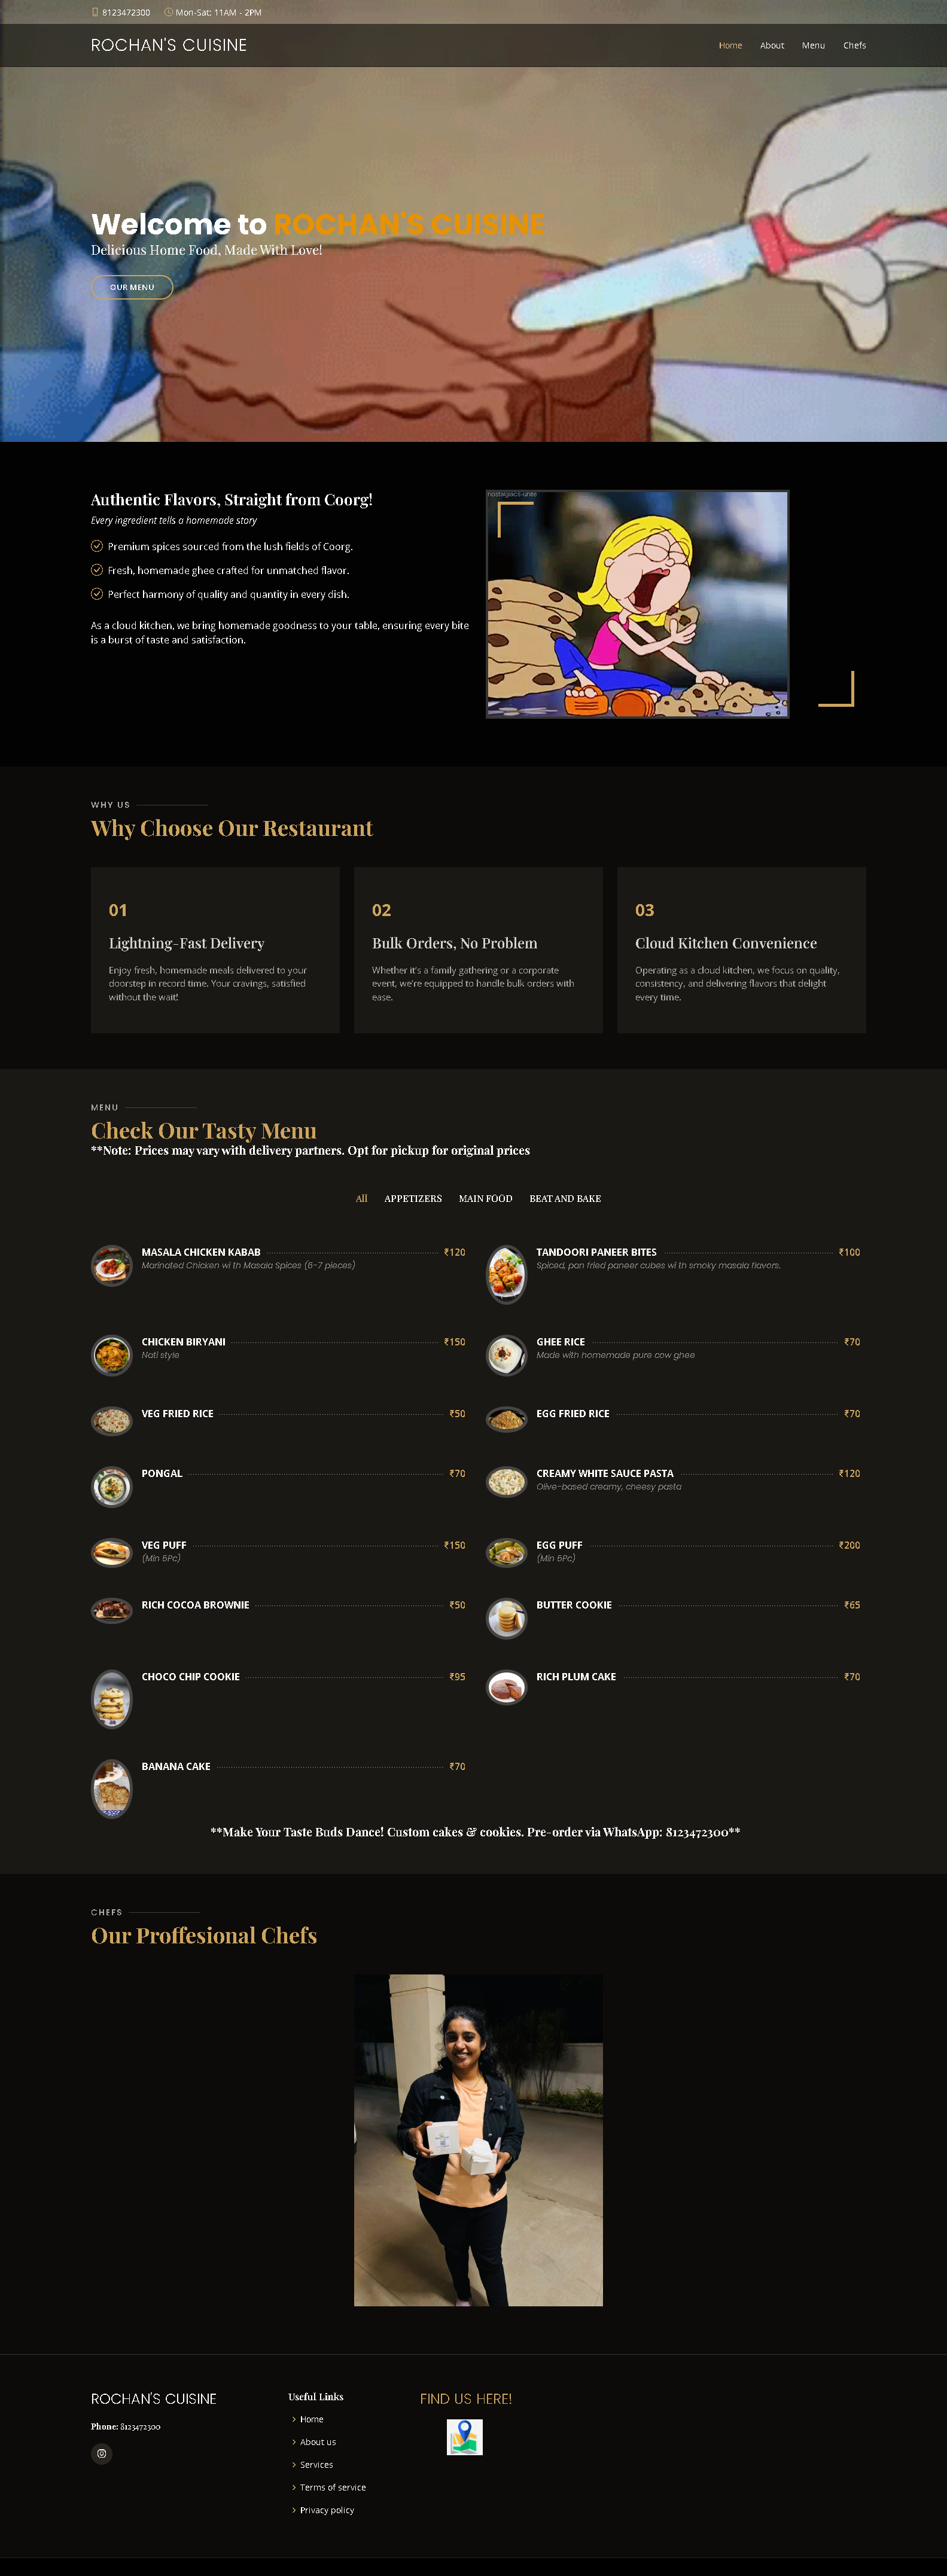 8123472300 Mon-Sat: 11AM - 2PM
ROCHAN'S CUISINE
Home About Menu Chefs
Welcome to ROCHAN'S CUISINE
Delicious Home Food, Made With Love!
OUR MENU
Authentic Flavors, Straight from Coorg!
Every ingredient tells a homemade story
Premium spices sourced from the lush fields of Coorg.
Fresh, homemade ghee crafted for unmatched flavor.
Perfect harmony of quality and quantity in every dish.
As a cloud kitchen, we bring homemade goodness to your table, ensuring every bite
is a burst of taste and satisfaction.
nostalgiacs-unite
WHY US
Why Choose Our Restaurant
01
Lightning-Fast Delivery
Enjoy fresh, homemade meals delivered to your
doorstep in record time. Your cravings, satisfied
without the wait!
02
Bulk Orders, No Problem
Whether it's a family gathering or a corporate
event, we're equipped to handle bulk orders with
ease.
03
Cloud Kitchen Convenience
Operating as a cloud kitchen, we focus on quality,
consistency, and delivering flavors that delight
every time.
MENU
Check Our Tasty Menu
**Note: Prices may vary with delivery partners. Opt for pickup for original prices
All APPETIZERS MAIN FOOD BEAT AND BAKE
MASALA CHICKEN KABAB ₹120
Marinated Chicken wi th Masala Spices (6-7 pieces)
TANDOORI PANEER BITES ₹100
Spiced, pan fried paneer cubes wi th smoky masala flavors.
CHICKEN BIRYANI ₹150
Nati style
GHEE RICE ₹70
Made with homemade pure cow ghee
VEG FRIED RICE ₹50
EGG FRIED RICE ₹70
PONGAL ₹70
CREAMY WHITE SAUCE PASTA ₹120
Olive-based creamy, cheesy pasta
VEG PUFF ₹150
(Min 5Pc)
EGG PUFF ₹200
(Min 5Pc)
RICH COCOA BROWNIE ₹50
BUTTER COOKIE ₹65
CHOCO CHIP COOKIE ₹95
RICH PLUM CAKE ₹70
BANANA CAKE ₹70
**Make Your Taste Buds Dance! Custom cakes & cookies. Pre-order via WhatsApp: 8123472300**
CHEFS
Our Proffesional Chefs
ROCHAN'S CUISINE
Phone: 8123472300
Useful Links
Home
About us
Services
Terms of service
Privacy policy
FIND US HERE!